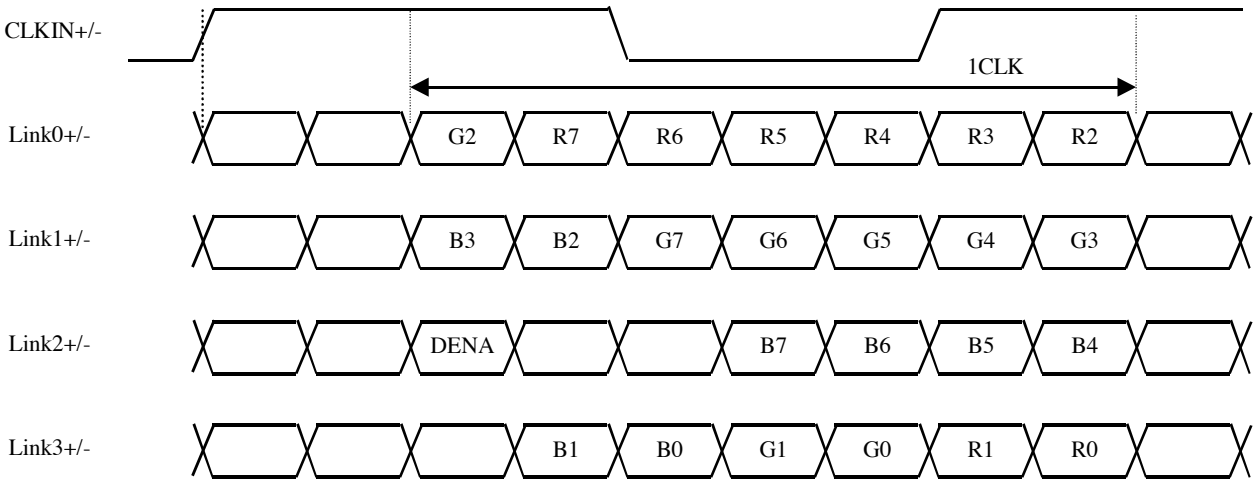 CLKIN+/-
1CLK
Link0+/- G2 R7 R6 R5 R4 R3 R2
Link1+/- B3 B2 G7 G6 G5 G4 G3
Link2+/- DENA B7 B6 B5 B4
Link3+/- B1 B0 G1 G0 R1 R0